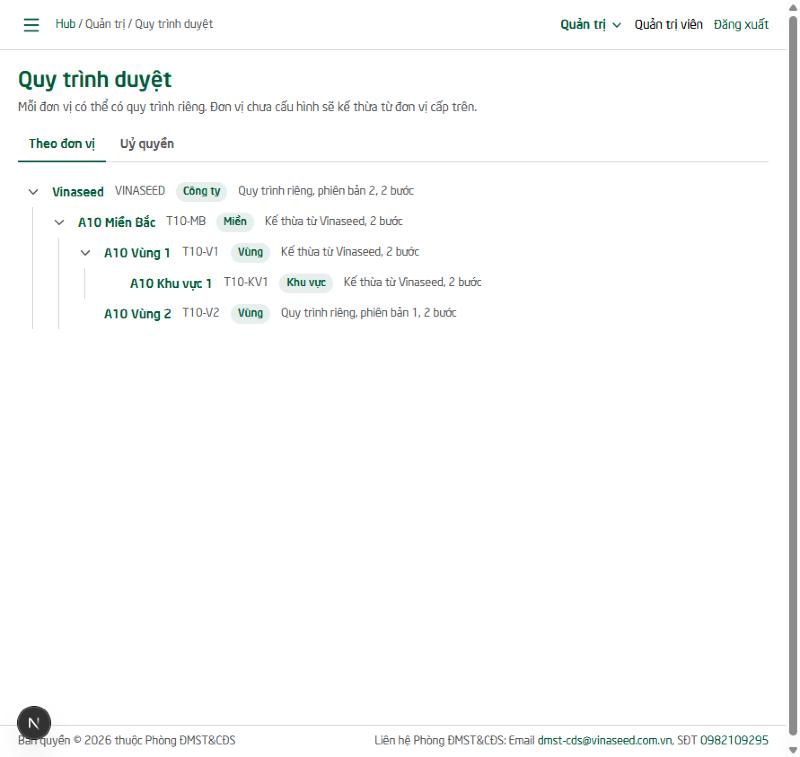 Hub / Quản trị / Quy trình duyệt
Quản trị Quản trị viên Đăng xuất
Quy trình duyệt
Mỗi đơn vị có thể có quy trình riêng. Đơn vị chưa cấu hình sẽ kế thừa từ đơn vị cấp trên.
Theo đơn vị Uỷ quyền
Vinaseed VINASEED Công ty Quy trình riêng, phiên bản 2, 2 bước
A10 Miền Bắc T10-MB Miền Kế thừa từ Vinaseed, 2 bước
A10 Vùng 1 T10-V1 Vùng Kế thừa từ Vinaseed, 2 bước
A10 Khu vực 1 T10-KV1 Khu vực Kế thừa từ Vinaseed, 2 bước
A10 Vùng 2 T10-V2 Vùng Quy trình riêng, phiên bản 1, 2 bước
N
Bản quyền © 2026 thuộc Phòng ĐMST&CĐS
Liên hệ Phòng ĐMST&CĐS: Email dmst-cds@vinaseed.com.vn, SĐT 0982109295